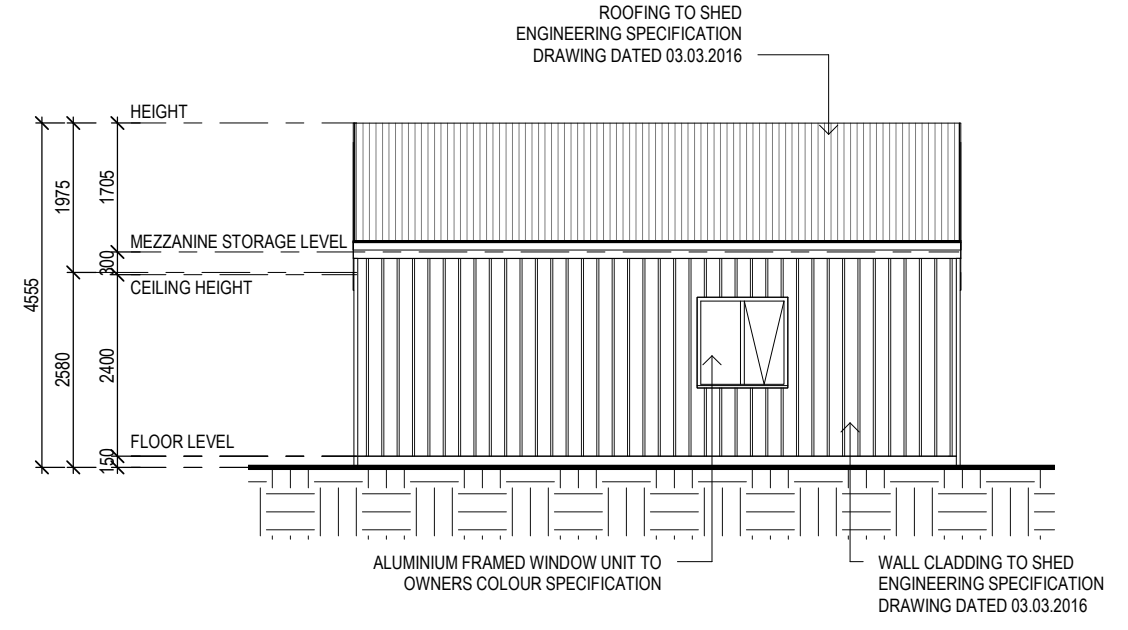 ROOFING TO SHED
ENGINEERING SPECIFICATION
DRAWING DATED 03.03.2016
HEIGHT
MEZZANINE STORAGE LEVEL
CEILING HEIGHT
FLOOR LEVEL
4555
1975
2580
1705
300
2400
150
ALUMINIUM FRAMED WINDOW UNIT TO
OWNERS COLOUR SPECIFICATION
WALL CLADDING TO SHED
ENGINEERING SPECIFICATION
DRAWING DATED 03.03.2016